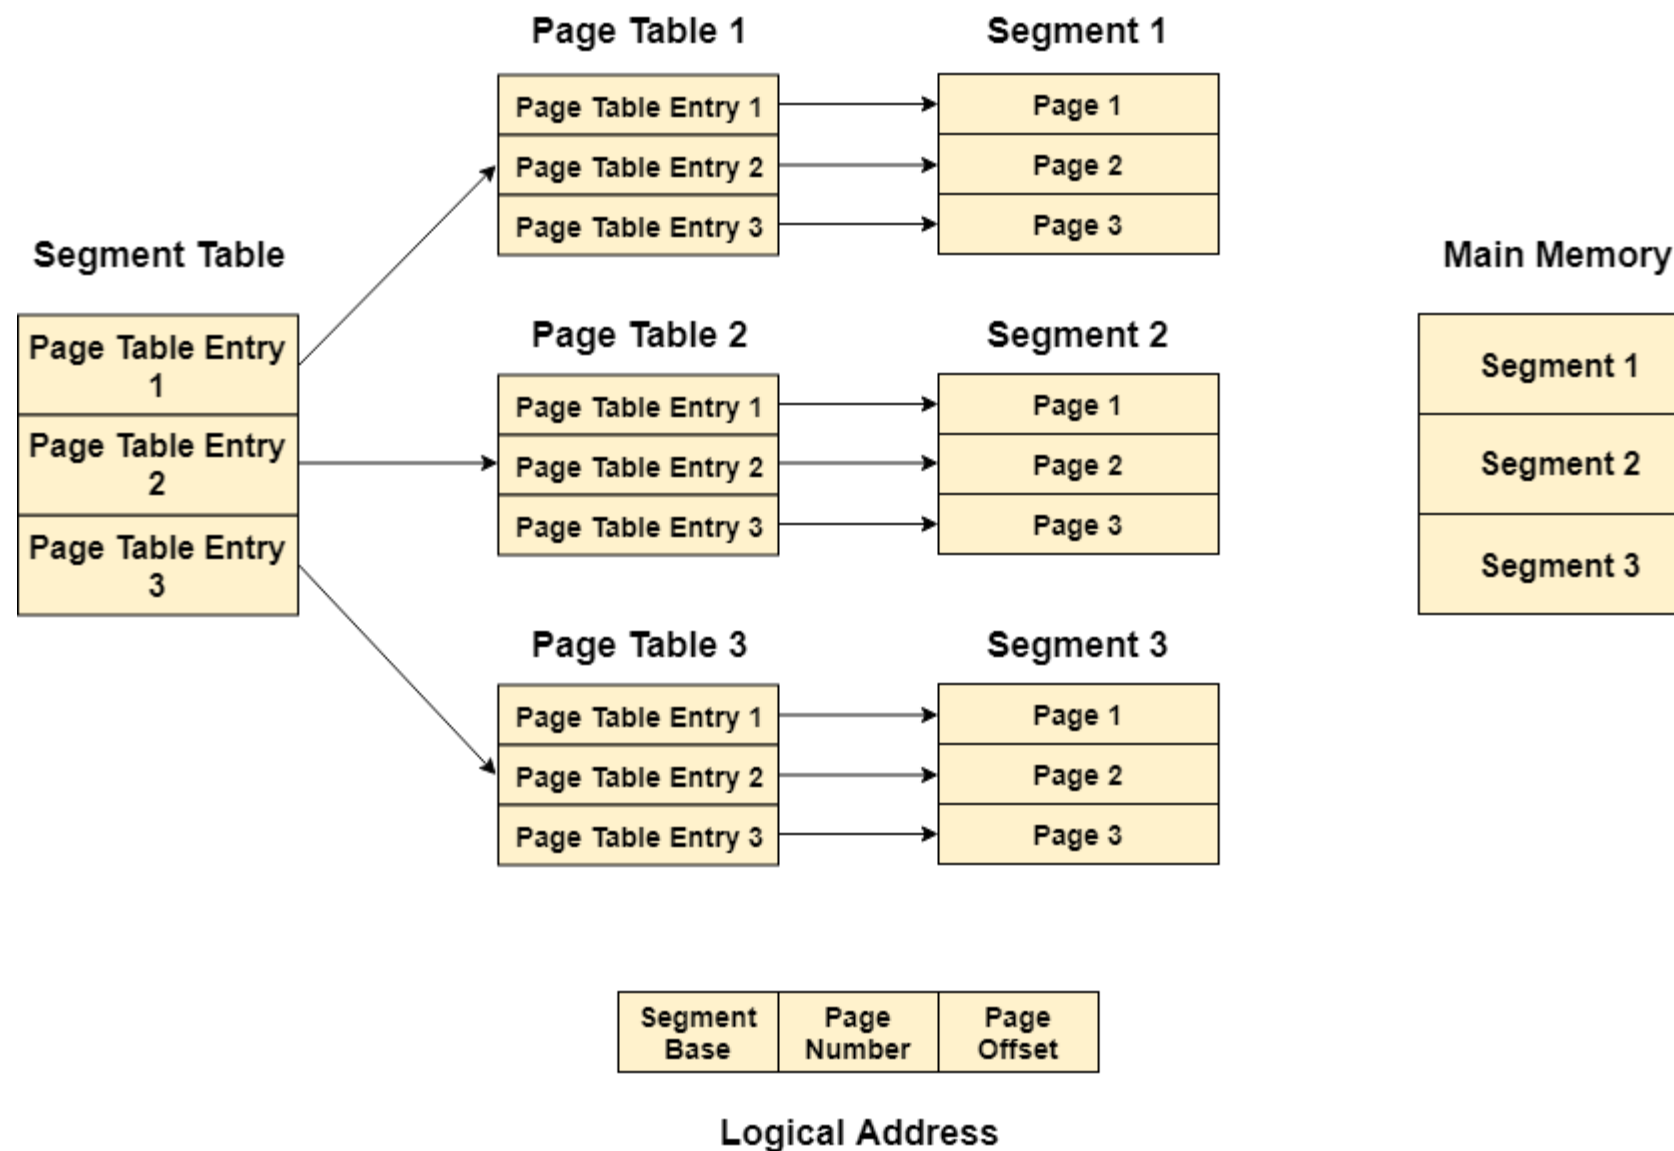 Page Table 1
Segment 1
Page Table Entry 1
Page 1
Page Table Entry 2
Page 2
Page Table Entry 3
Page 3
Segment Table
Page Table Entry
1
Page Table Entry
2
Page Table Entry
3
Page Table 2
Segment 2
Page Table Entry 1
Page 1
Page Table Entry 2
Page 2
Page Table Entry 3
Page 3
Page Table 3
Segment 3
Page Table Entry 1
Page 1
Page Table Entry 2
Page 2
Page Table Entry 3
Page 3
Main Memory
Segment 1
Segment 2
Segment 3
Segment
Base
Page
Number
Page
Offset
Logical Address